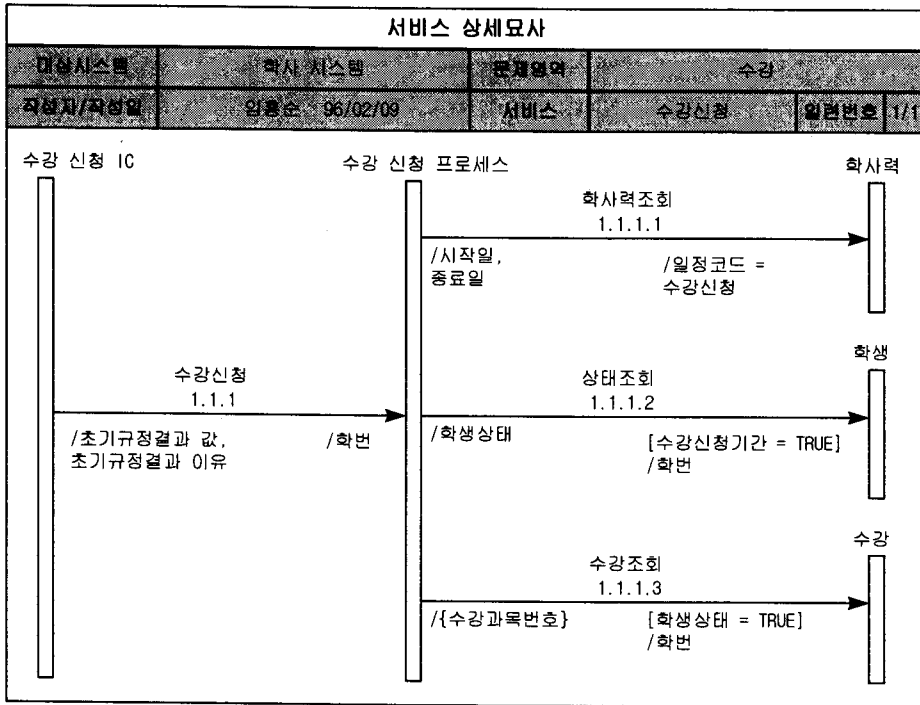 서비스 상세묘사
대상시스템 학사 시스템 문제영역 수강
작성자/작성일 임홍순 96/02/09 서비스 수강신청 일련번호 1/1
수강 신청 IC 수강 신청 프로세스 학사력
학사력조회
1.1.1.1
/시작일, /일정코드 =
종료일 수강신청
학생
수강신청 상태조회
1.1.1 1.1.1.2
/초기규정결과 값, /학번 /학생상태 [수강신청기간 = TRUE]
초기규정결과 이유 /학번
수강
수강조회
1.1.1.3
/{수강과목번호} [학생상태 = TRUE]
/학번